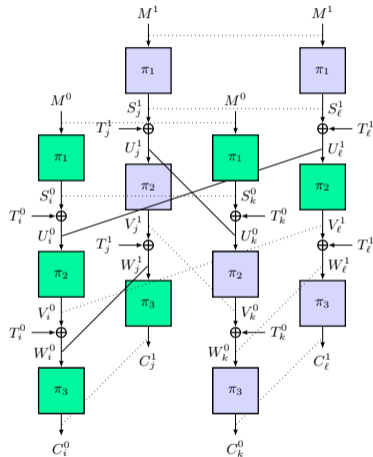 M^1 M^1
π_1 π_1
M^0 S_j^1 M^0 S_ℓ^1
T_j^1 T_ℓ^1
π_1 U_j^1 π_1 U_ℓ^1
S_i^0 π_2 S_k^0 π_2
T_i^0 T_k^0
U_i^0 V_j^1 U_k^0 V_ℓ^1
T_j^1 T_ℓ^1
π_2 W_j^1 π_2 W_ℓ^1
V_i^0 π_3 V_k^0 π_3
T_i^0 T_k^0
W_i^0 C_j^1 W_k^0 C_ℓ^1
π_3 π_3
C_i^0 C_k^0